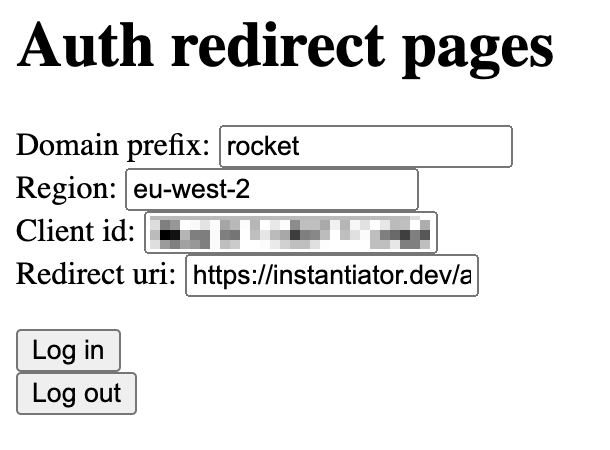 Auth redirect pages
Domain prefix: rocket
Region: eu-west-2
Client id:
Redirect uri: https://instantiator.dev/a
Log in
Log out